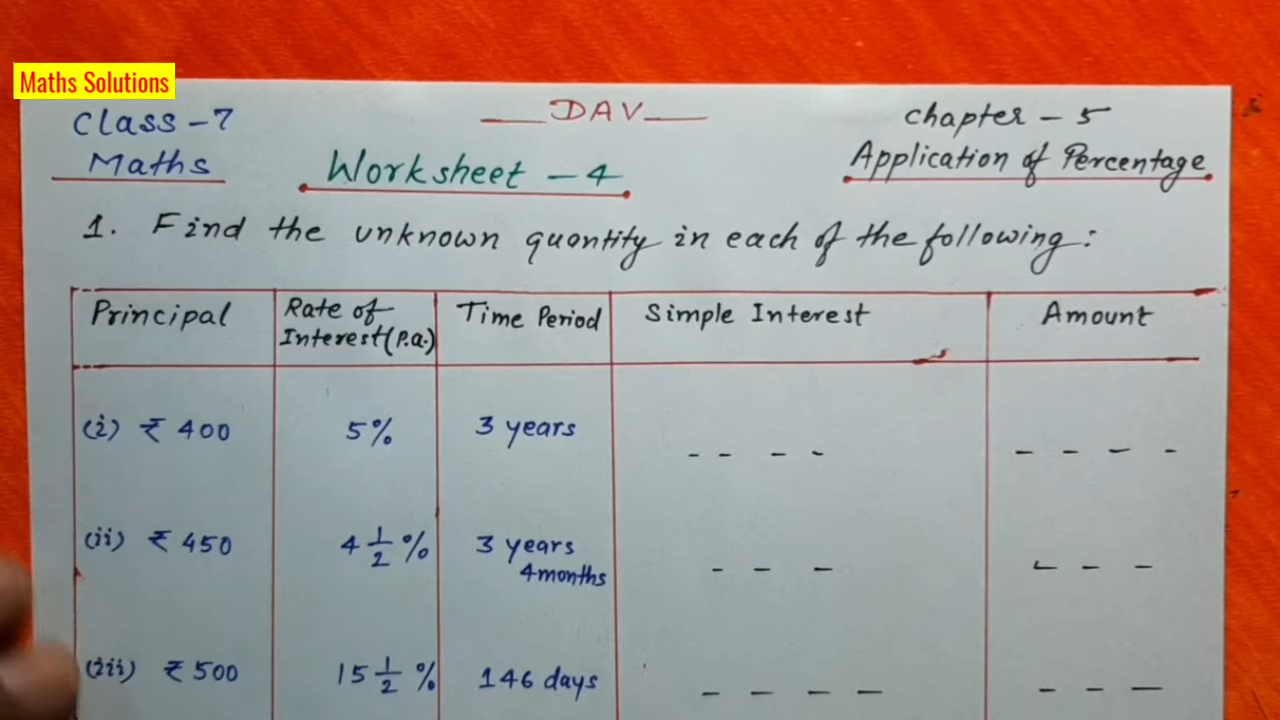 Maths Solutions
Class - 7
DAV
Chapter - 5
Maths
Worksheet - 4
Application of Percentage
1. Find the unknown quantity in each of the following:
Principal
Rate of
Interest (P.a.)
Time Period
Simple Interest
Amount
(i) ₹ 400
5%
3 years
- - - -
- - - -
(ii) ₹ 450
4 1/2 %
3 years
4 months
- - -
- - -
(iii) ₹ 500
15 1/2 %
146 days
- - - -
- - -